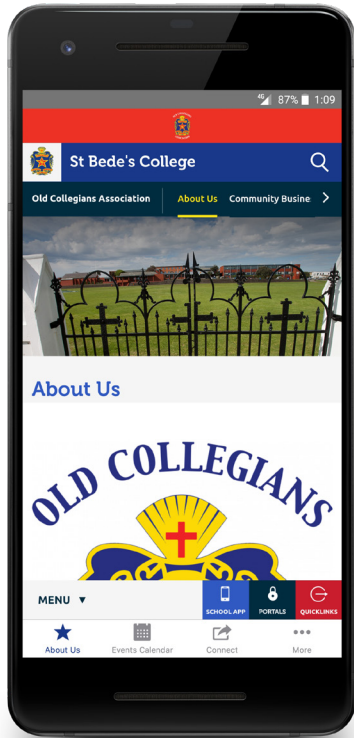 4G 87% 1:09
St Bede's College
Old Collegians Association About Us Community Busine
About Us
OLD COLLEGIANS
MENU
SCHOOL APP PORTALS QUICKLINKS
About Us Events Calendar Connect More